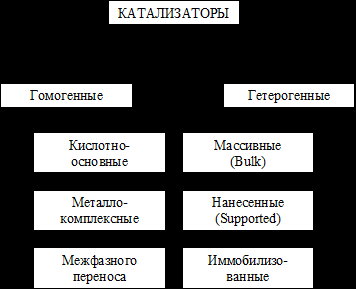 КАТАЛИЗАТОРЫ
Гомогенные
Гетерогенные
Кислотно-
основные
Массивные
(Bulk)
Металло-
комплексные
Нанесенные
(Supported)
Межфазного
переноса
Иммобилизо-
ванные